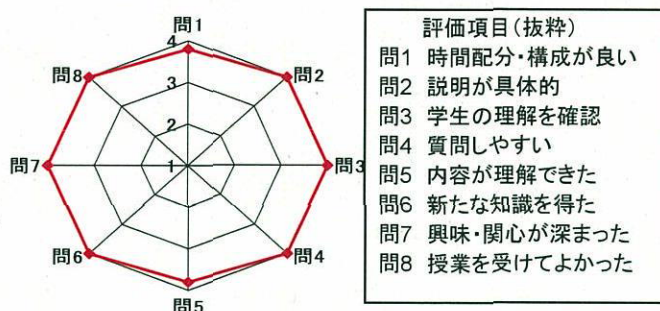 問1
4
問8
問2
3
2
問7
1
問3
問6
問4
問5
評価項目(抜粋)
問1 時間配分・構成が良い
問2 説明が具体的
問3 学生の理解を確認
問4 質問しやすい
問5 内容が理解できた
問6 新たな知識を得た
問7 興味・関心が深まった
問8 授業を受けてよかった